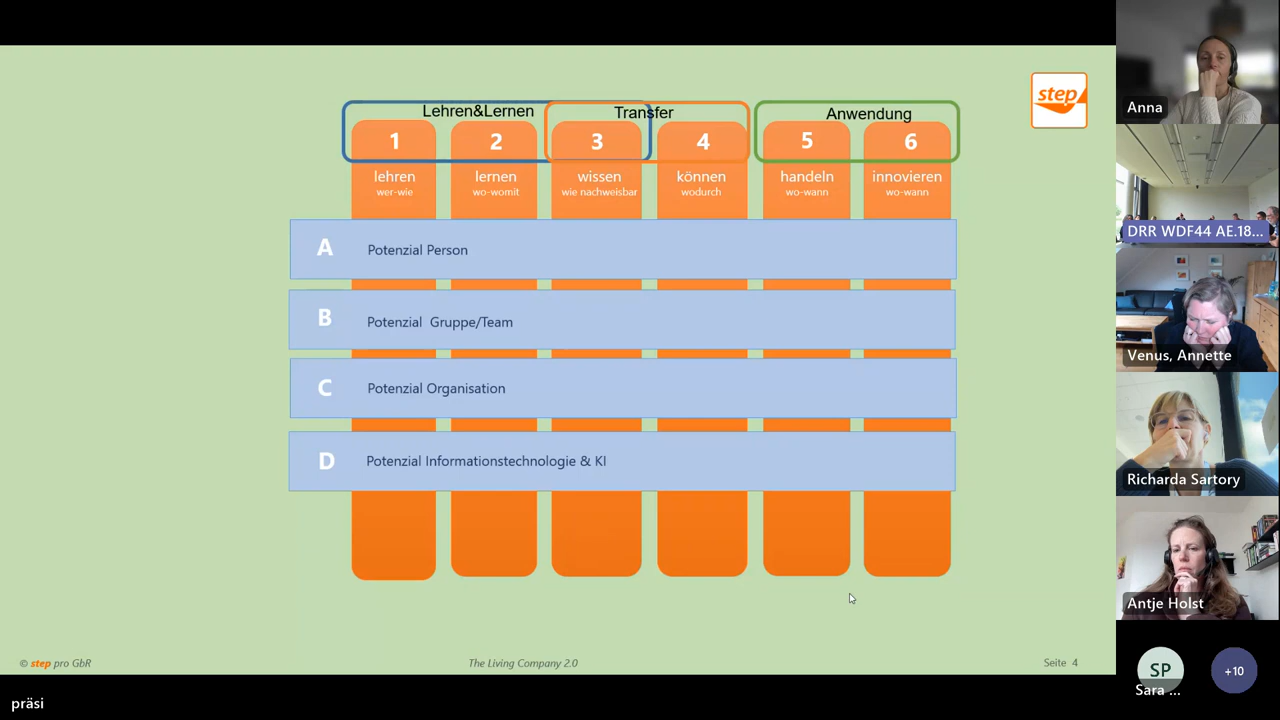 Lehren&Lernen
Transfer
Anwendung
step
1
2
3
4
5
6
lehren
lernen
wissen
können
handeln
innovieren
wer-wie
wo-womit
wie nachweisbar
wodurch
wo-wann
wo-wann
A
Potenzial Person
B
Potenzial  Gruppe/Team
C
Potenzial Organisation
D
Potenzial Informationstechnologie & KI
© step pro GbR
The Living Company 2.0
Seite 4
präsi
Anna
DRR WDF44 AE.18...
Venus, Annette
Richarda Sartory
Antje Holst
SP
Sara ...
+10